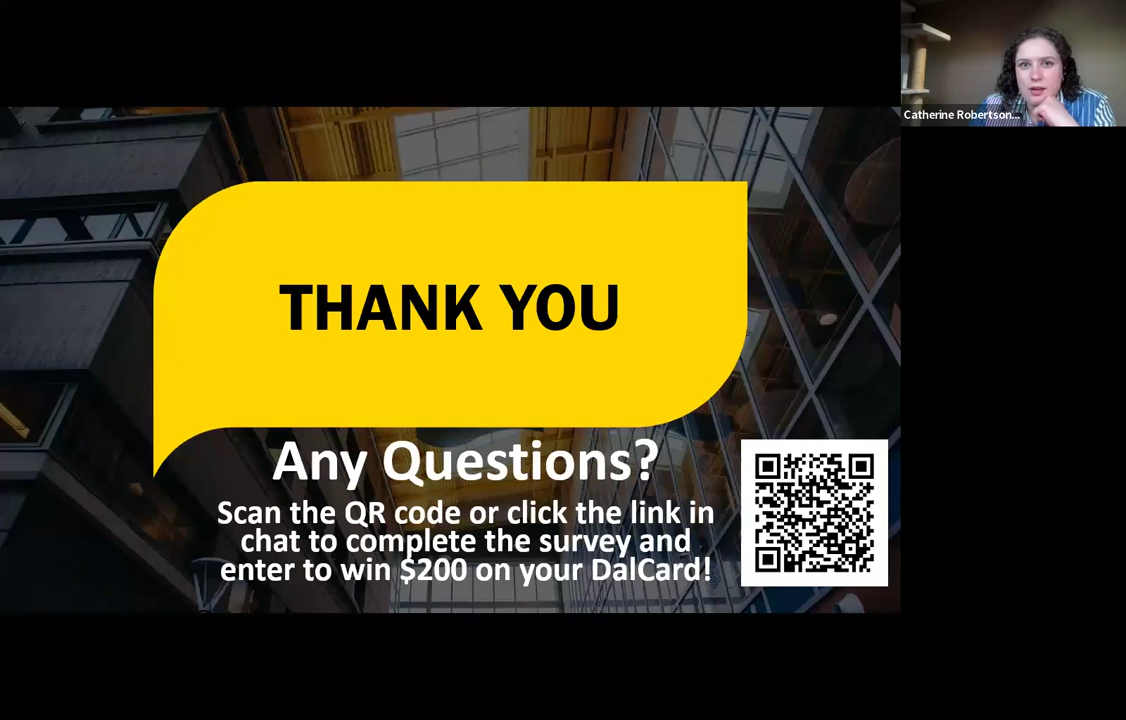 Catherine Robertson...
THANK YOU
Any Questions?
Scan the QR code or click the link in
chat to complete the survey and
enter to win $200 on your DalCard!